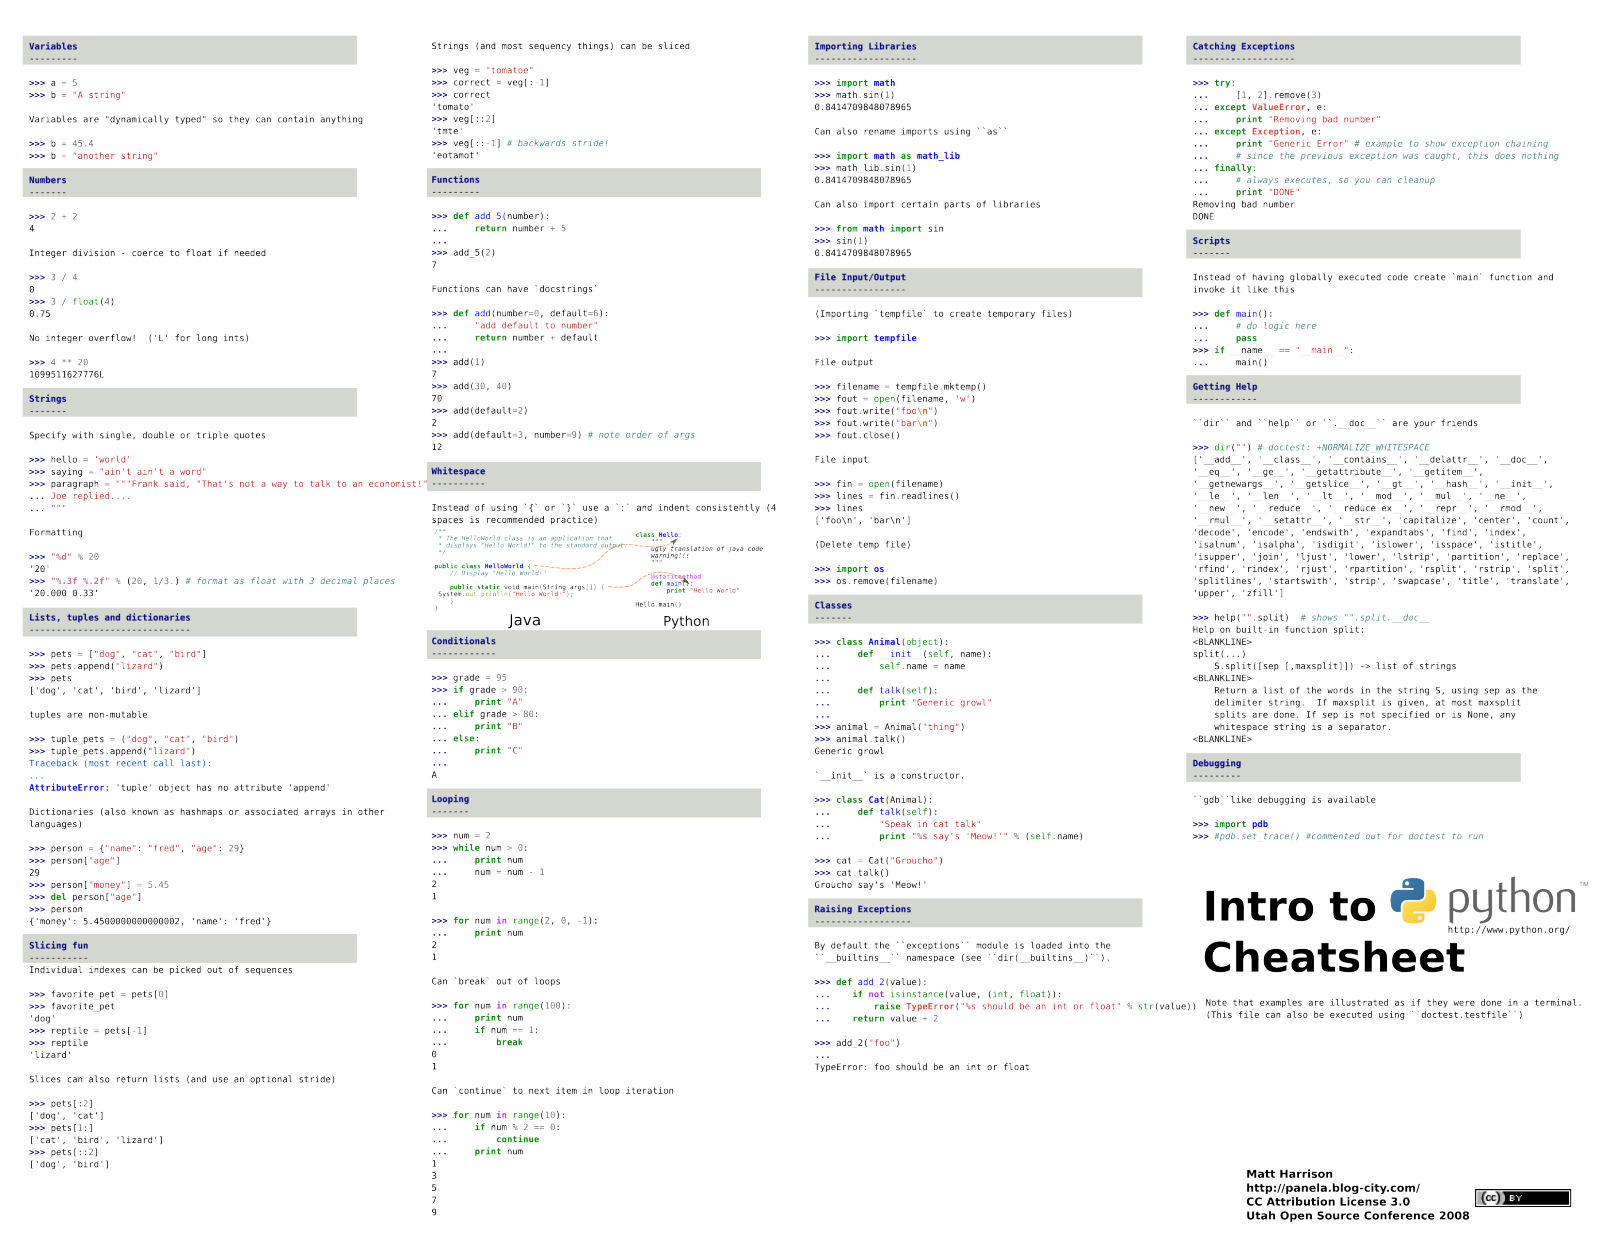 Variables
---------
>>> a = 5
>>> b = "A string"
Variables are "dynamically typed" so they can contain anything
>>> b = 45.4
>>> b = "another string"
Numbers
-------
>>> 2 + 2
4
Integer division - coerce to float if needed
>>> 3 / 4
0
>>> 3 / float(4)
0.75
No integer overflow!  ('L' for long ints)
>>> 4 ** 20
1099511627776L
Strings
-------
Specify with single, double or triple quotes
>>> hello = 'world'
>>> saying = "ain't ain't a word"
>>> paragraph = """Frank said, "That's not a way to talk to an economist!"
... Joe replied....
... """
Formatting
>>> "%d" % 20
'20'
>>> "%.3f %.2f" % (20, 1/3.) # format as float with 3 decimal places
'20.000 0.33'
Lists, tuples and dictionaries
------------------------------
>>> pets = ["dog", "cat", "bird"]
>>> pets.append("lizard")
>>> pets
['dog', 'cat', 'bird', 'lizard']
tuples are non-mutable
>>> tuple_pets = ("dog", "cat", "bird")
>>> tuple_pets.append("lizard")
Traceback (most recent call last):
...
AttributeError: 'tuple' object has no attribute 'append'
Dictionaries (also known as hashmaps or associated arrays in other
languages)
>>> person = {"name": "fred", "age": 29}
>>> person["age"]
29
>>> person["money"] = 5.45
>>> del person["age"]
>>> person
{'money': 5.4500000000000002, 'name': 'fred'}
Slicing fun
-----------
Individual indexes can be picked out of sequences
>>> favorite_pet = pets[0]
>>> favorite_pet
'dog'
>>> reptile = pets[-1]
>>> reptile
'lizard'
Slices can also return lists (and use an optional stride)
>>> pets[:2]
['dog', 'cat']
>>> pets[1:]
['cat', 'bird', 'lizard']
>>> pets[::2]
['dog', 'bird']
Strings (and most sequency things) can be sliced
>>> veg = "tomatoe"
>>> correct = veg[:-1]
>>> correct
'tomato'
>>> veg[::2]
'tmte'
>>> veg[::-1] # backwards stride!
'eotamot'
Functions
---------
>>> def add_5(number):
...     return number + 5
...
>>> add_5(2)
7
Functions can have `docstrings`
>>> def add(number=0, default=6):
...     "add default to number"
...     return number + default
...
>>> add(1)
7
>>> add(30, 40)
70
>>> add(default=2)
2
>>> add(default=3, number=9) # note order of args
12
Whitespace
----------
Instead of using `{` or `}` use a `:` and indent consistently (4
spaces is recommended practice)
/**
* The HelloWorld class is an application that
* displays "Hello World!" to the standard output.
*/
public class HelloWorld {
// Display "Hello World!"
public static void main(String args[]) {
System.out.println("Hello World!");
}
}
Java
class Hello:
"""
ugly translation of java code
warning!!!
"""
@staticmethod
def main():
print "Hello World"
Hello.main()
Python
Conditionals
------------
>>> grade = 95
>>> if grade > 90:
...     print "A"
... elif grade > 80:
...     print "B"
... else:
...     print "C"
...
A
Looping
-------
>>> num = 2
>>> while num > 0:
...     print num
...     num = num - 1
2
1
>>> for num in range(2, 0, -1):
...     print num
2
1
Can `break` out of loops
>>> for num in range(100):
...     print num
...     if num == 1:
...         break
0
1
Can `continue` to next item in loop iteration
>>> for num in range(10):
...     if num % 2 == 0:
...         continue
...     print num
1
3
5
7
9
Importing Libraries
-------------------
>>> import math
>>> math.sin(1)
0.8414709848078965
Can also rename imports using ``as``
>>> import math as math_lib
>>> math_lib.sin(1)
0.8414709848078965
Can also import certain parts of libraries
>>> from math import sin
>>> sin(1)
0.8414709848078965
File Input/Output
-----------------
(Importing `tempfile` to create temporary files)
>>> import tempfile
File output
>>> filename = tempfile.mktemp()
>>> fout = open(filename, 'w')
>>> fout.write("foo\n")
>>> fout.write("bar\n")
>>> fout.close()
File input
>>> fin = open(filename)
>>> lines = fin.readlines()
>>> lines
['foo\n', 'bar\n']
(Delete temp file)
>>> import os
>>> os.remove(filename)
Classes
-------
>>> class Animal(object):
...     def __init__(self, name):
...         self.name = name
...
...     def talk(self):
...         print "Generic growl"
...
>>> animal = Animal("thing")
>>> animal.talk()
Generic growl
`__init__` is a constructor.
>>> class Cat(Animal):
...     def talk(self):
...         "Speak in cat talk"
...         print "%s say's 'Meow!'" % (self.name)
>>> cat = Cat("Groucho")
>>> cat.talk()
Groucho say's 'Meow!'
Raising Exceptions
------------------
By default the ``exceptions`` module is loaded into the
``__builtins__`` namespace (see ``dir(__builtins__)``).
>>> def add_2(value):
...    if not isinstance(value, (int, float)):
...        raise TypeError("%s should be an int or float" % str(value))
...    return value + 2
>>> add_2("foo")
...
TypeError: foo should be an int or float
Catching Exceptions
-------------------
>>> try:
...     [1, 2].remove(3)
... except ValueError, e:
...     print "Removing bad number"
... except Exception, e:
...     print "Generic Error" # example to show exception chaining
...     # since the previous exception was caught, this does nothing
... finally:
...     # always executes, so you can cleanup
...     print "DONE"
Removing bad number
DONE
Scripts
-------
Instead of having globally executed code create `main` function and
invoke it like this
>>> def main():
...     # do logic here
...     pass
>>> if __name__ == "__main__":
...     main()
Getting Help
------------
``dir`` and ``help`` or ``.__doc__`` are your friends
>>> dir("") # doctest: +NORMALIZE_WHITESPACE
['__add__', '__class__', '__contains__', '__delattr__', '__doc__',
'__eq__', '__ge__', '__getattribute__', '__getitem__',
'__getnewargs__', '__getslice__', '__gt__', '__hash__', '__init__',
'__le__', '__len__', '__lt__', '__mod__', '__mul__', '__ne__',
'__new__', '__reduce__', '__reduce_ex__', '__repr__', '__rmod__',
'__rmul__', '__setattr__', '__str__', 'capitalize', 'center', 'count',
'decode', 'encode', 'endswith', 'expandtabs', 'find', 'index',
'isalnum', 'isalpha', 'isdigit', 'islower', 'isspace', 'istitle',
'isupper', 'join', 'ljust', 'lower', 'lstrip', 'partition', 'replace',
'rfind', 'rindex', 'rjust', 'rpartition', 'rsplit', 'rstrip', 'split',
'splitlines', 'startswith', 'strip', 'swapcase', 'title', 'translate',
'upper', 'zfill']
>>> help("".split)  # shows "".split.__doc__
Help on built-in function split:
<BLANKLINE>
split(...)
S.split([sep [,maxsplit]]) -> list of strings
<BLANKLINE>
Return a list of the words in the string S, using sep as the
delimiter string.  If maxsplit is given, at most maxsplit
splits are done. If sep is not specified or is None, any
whitespace string is a separator.
<BLANKLINE>
Debugging
---------
``gdb``like debugging is available
>>> import pdb
>>> #pdb.set_trace() #commented out for doctest to run
Intro to python™
http://www.python.org/
Cheatsheet
Note that examples are illustrated as if they were done in a terminal.
(This file can also be executed using ``doctest.testfile``)
Matt Harrison
http://panela.blog-city.com/
CC Attribution License 3.0
Utah Open Source Conference 2008
cc BY